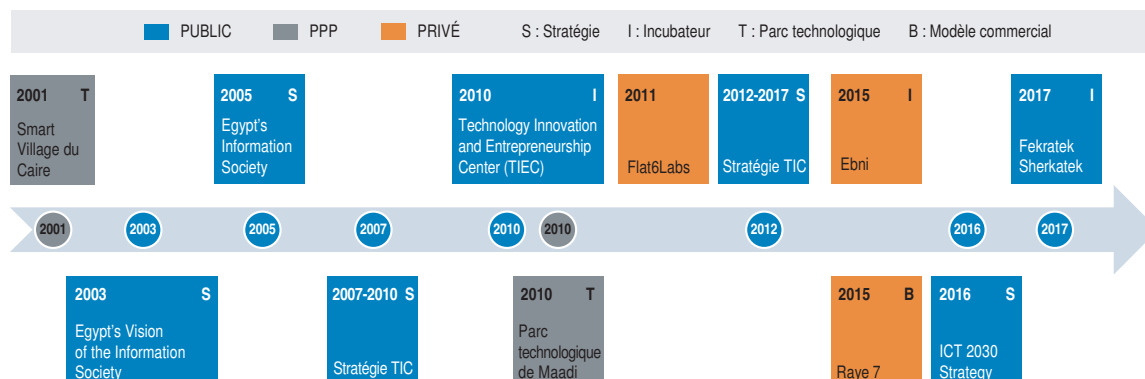 PUBLIC PPP PRIVÉ S : Stratégie I : Incubateur T : Parc technologique B : Modèle commercial
2001 T
Smart
Village du
Caire
2005 S
Egypt's
Information
Society
2010 I
Technology Innovation
and Entrepreneurship
Center (TIEC)
2011
Flat6Labs
2012-2017 S
Stratégie TIC
2015 I
Ebni
2017 I
Fekratek
Sherkatek
2001 2003 2005 2007 2010 2010 2012 2016 2017
2003 S
Egypt's Vision
of the Information
Society
2007-2010 S
Stratégie TIC
2010 T
Parc
technologique
de Maadi
2015 B
Raye 7
2016 S
ICT 2030
Strategy